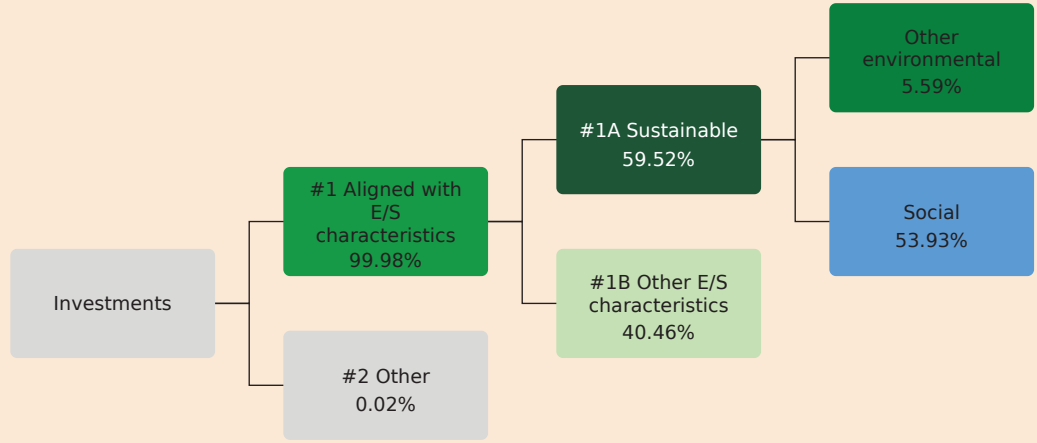 Investments
#1 Aligned with
E/S
characteristics
99.98%
#2 Other
0.02%
#1A Sustainable
59.52%
#1B Other E/S
characteristics
40.46%
Other
environmental
5.59%
Social
53.93%